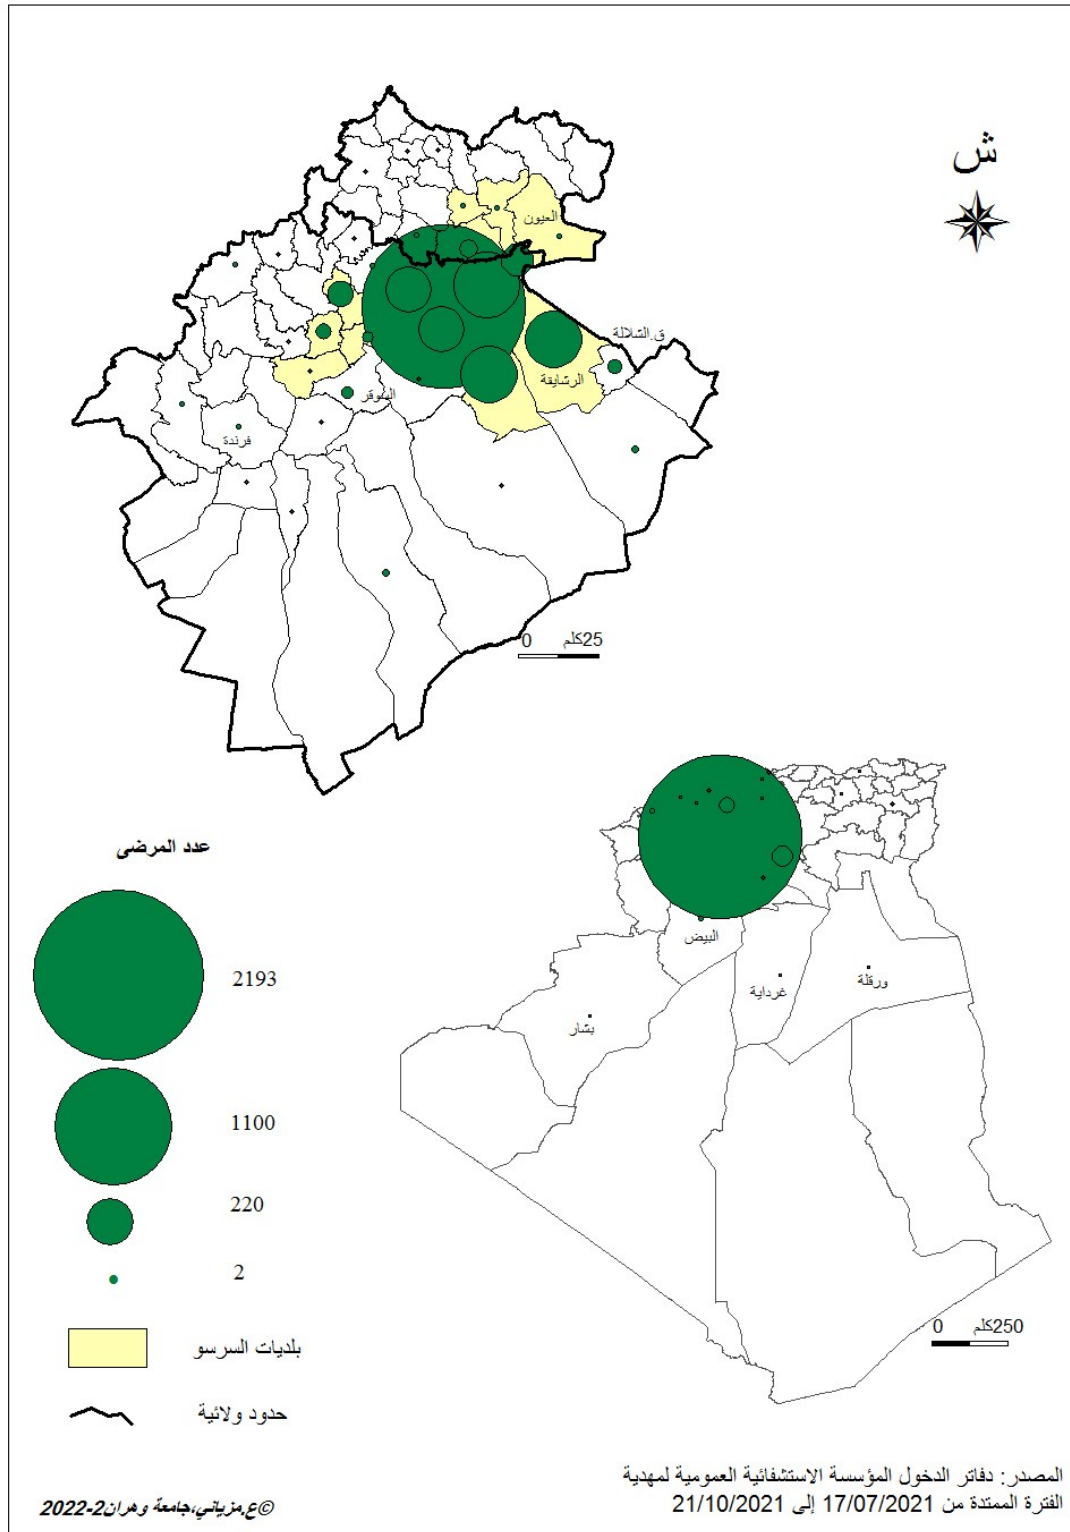 ش
العيون
ق.الشلالة
الرشايقة
السوقر
فرندة
0 25كلم
عدد المرضى
2193
1100
220
2
بلديات السرسو
حدود ولائية
البيض
غرداية
ورقلة
بشار
0 250كلم
المصدر: دفاتر الدخول المؤسسة الاستشفائية العمومية لمهدية
الفترة الممتدة من 17/07/2021 إلى 21/10/2021
©ع.مزياني،جامعة وهران2-2022